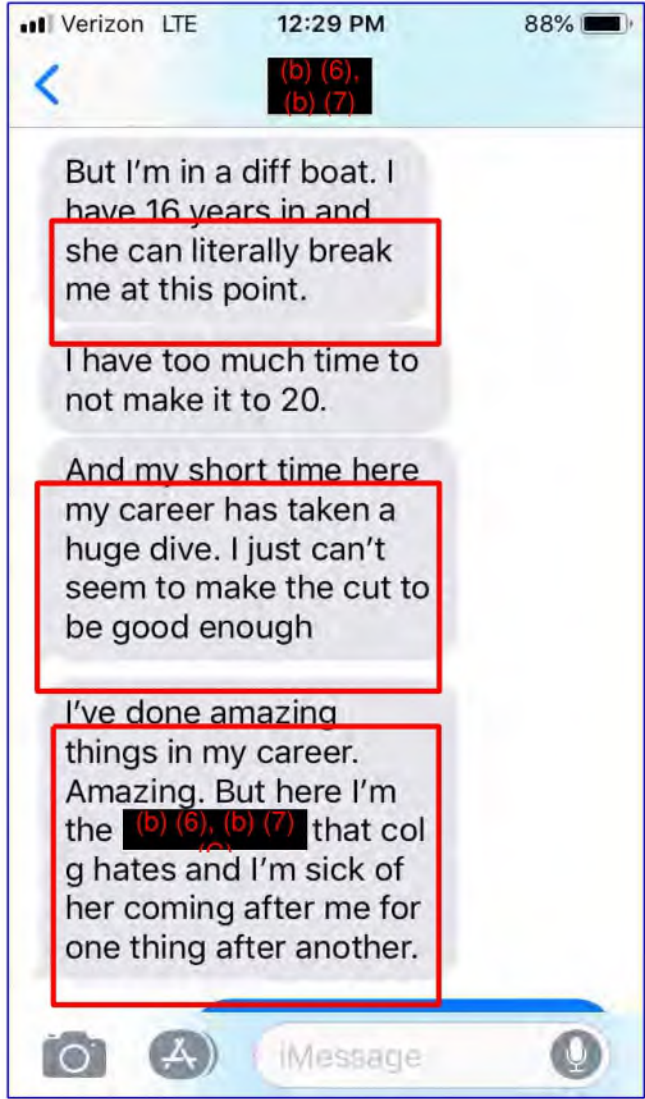 Verizon LTE 12:29 PM 88%
(b) (6),
(b) (7)
But I'm in a diff boat. I
have 16 years in and
she can literally break
me at this point.
I have too much time to
not make it to 20.
And my short time here
my career has taken a
huge dive. I just can't
seem to make the cut to
be good enough
I've done amazing
things in my career.
Amazing. But here I'm
the (b) (6), (b) (7) that col
(C)
g hates and I'm sick of
her coming after me for
one thing after another.
iMessage